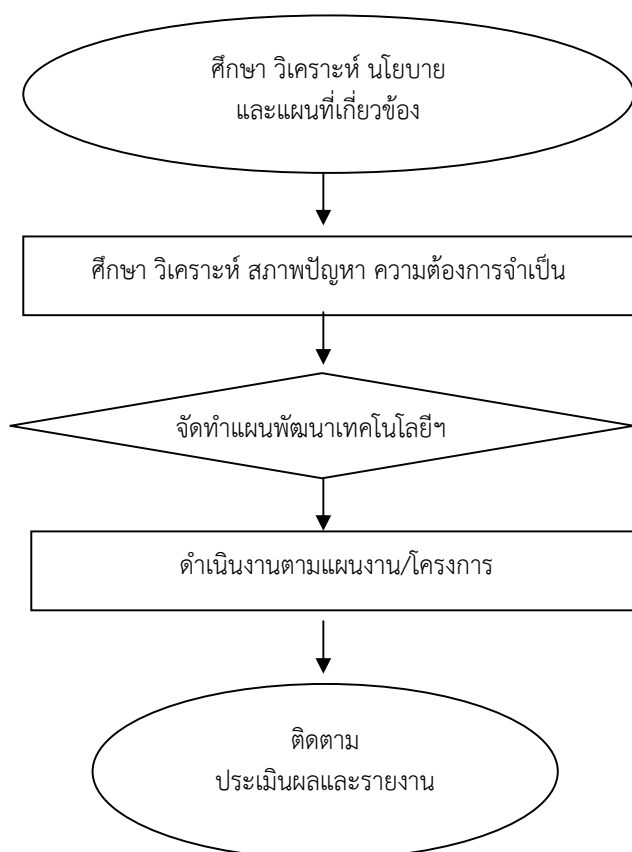 ศึกษา วิเคราะห์ นโยบาย
และแผนที่เกี่ยวข้อง
ศึกษา วิเคราะห์ สภาพปัญหา ความต้องการจำเป็น
จัดทำแผนพัฒนาเทคโนโลยีฯ
ดำเนินงานตามแผนงาน/โครงการ
ติดตาม
ประเมินผลและรายงาน